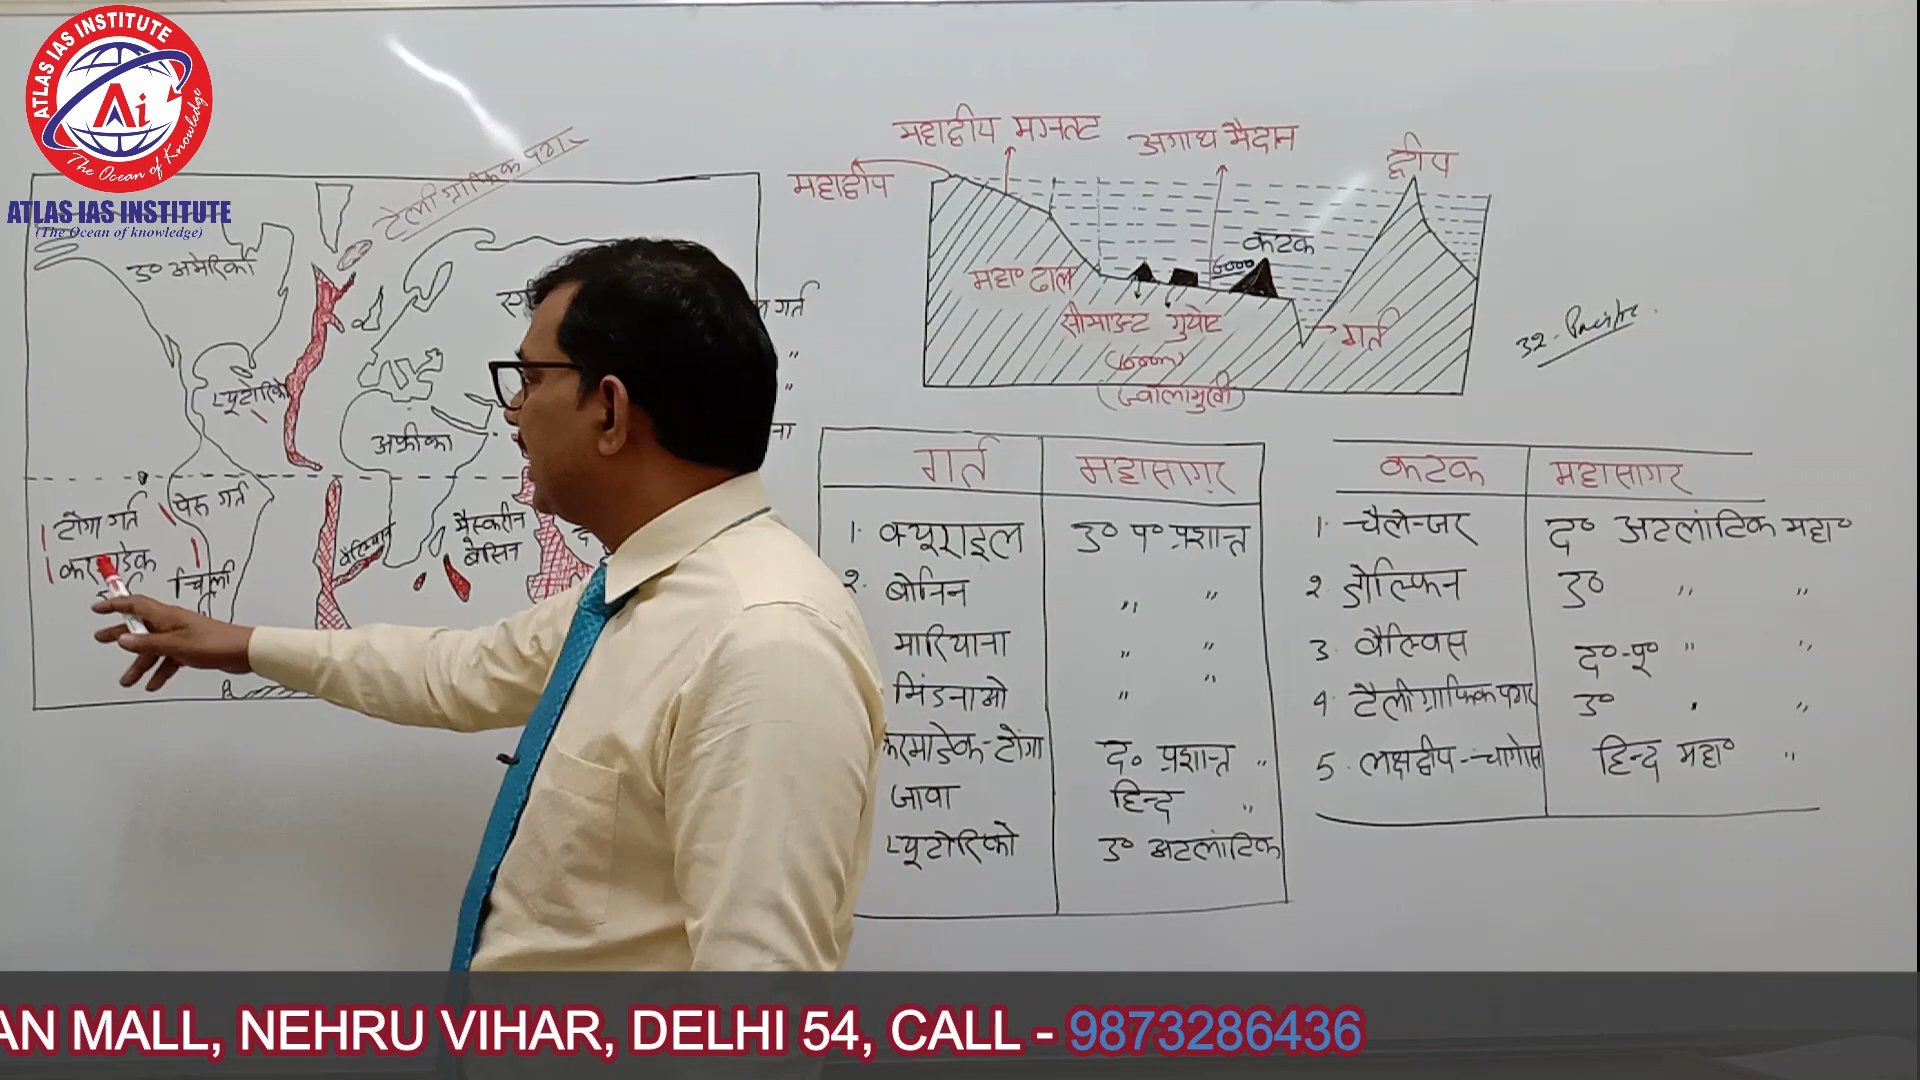 ATLAS IAS INSTITUTE
Ai
The Ocean of Knowledge
ATLAS IAS INSTITUTE
(The Ocean of knowledge)
टेलीग्राफिक पठार
उ० अमेरिका
प्यूटोरिको
अफ्रीका
टोंगा गर्त
पेरू गर्त
चिली
मैस्करीन
बेसिन
गर्त
"
"
महाद्वीप मग्नतट
अगाध मैदान
द्वीप
महाद्वीप
कटक
महा० ढाल
सीमाउंट गुयोट
गर्त
(1000m)
(ज्वालामुखी)
32- Pacific
गर्त महासागर
1. क्यूराइल उ० प० प्रशान्त
2. बोनिन " "
मारियाना " "
मिंडनाओ " "
करमाडेक-टोंगा द० प्रशान्त "
जावा हिन्द "
प्यूटोरिको उ० अटलांटिक
कटक महासागर
1. चैलेन्जर द० अटलांटिक महा०
2 डोल्फिन उ० " "
3. वैल्विस द०-पू० " "
4. टैलीग्राफिक पठार उ० " "
5. लक्षद्वीप-चागोस हिन्द महा० "
AN MALL, NEHRU VIHAR, DELHI 54, CALL - 9873286436